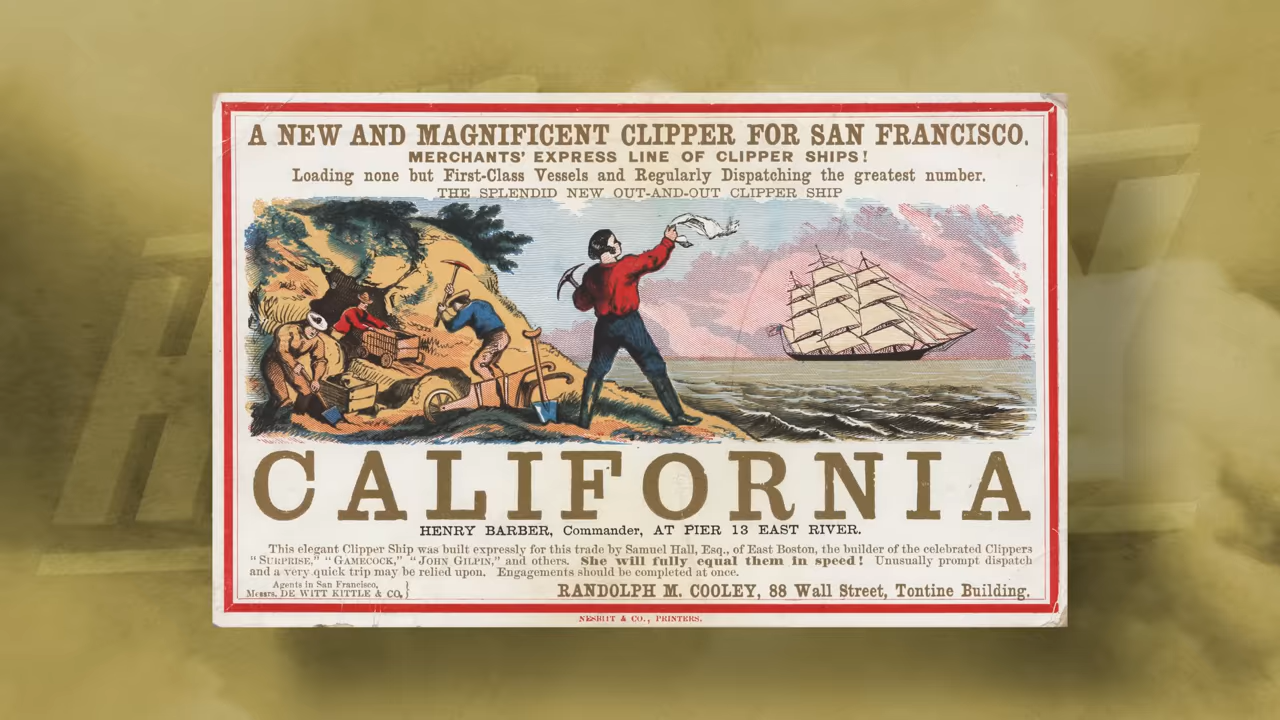 A NEW AND MAGNIFICENT CLIPPER FOR SAN FRANCISCO.
MERCHANTS' EXPRESS LINE OF CLIPPER SHIPS!
Loading none but First-Class Vessels and Regularly Dispatching the greatest number.
THE SPLENDID NEW OUT-AND-OUT CLIPPER SHIP
CALIFORNIA
HENRY BARBER, Commander, AT PIER 13 EAST RIVER.
This elegant Clipper Ship was built expressly for this trade by Samuel Hall, Esq., of East Boston, the builder of the celebrated Clippers
"SURPRISE," "GAMECOCK," "JOHN GILPIN," and others. She will fully equal them in speed! Unusually prompt dispatch
and a very quick trip may be relied upon. Engagements should be completed at once.
Agents in San Francisco,
Messrs. DE WITT KITTLE & CO.
RANDOLPH M. COOLEY, 88 Wall Street, Tontine Building.
NESBITT & CO., PRINTERS.